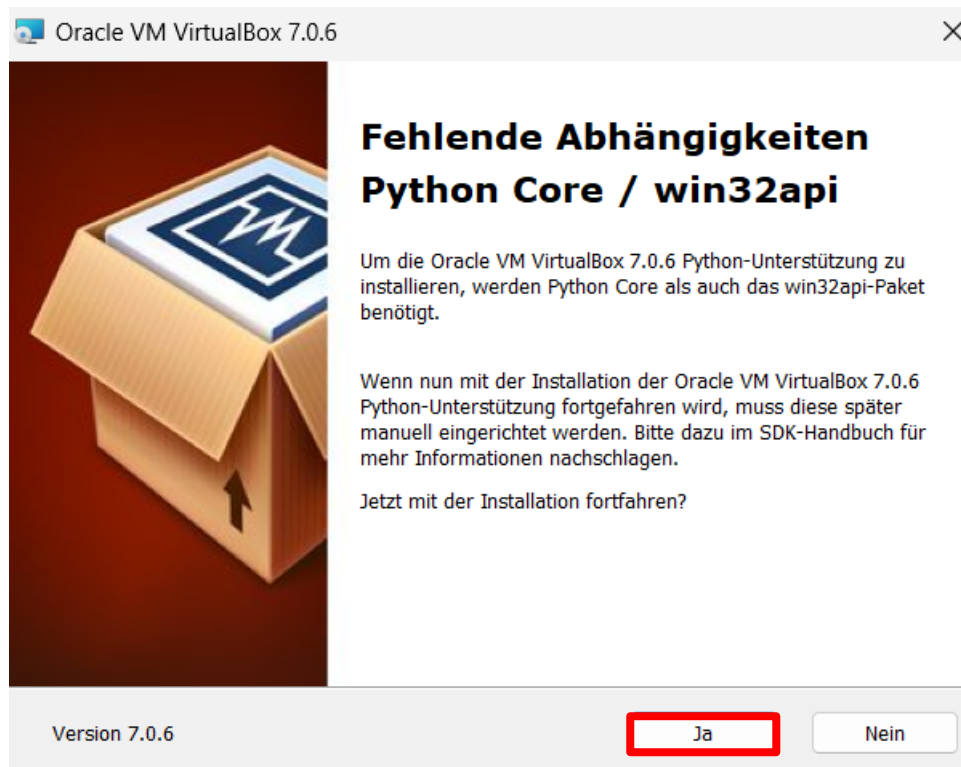 Oracle VM VirtualBox 7.0.6
Fehlende Abhängigkeiten
Python Core / win32api
Um die Oracle VM VirtualBox 7.0.6 Python-Unterstützung zu
installieren, werden Python Core als auch das win32api-Paket
benötigt.
Wenn nun mit der Installation der Oracle VM VirtualBox 7.0.6
Python-Unterstützung fortgefahren wird, muss diese später
manuell eingerichtet werden. Bitte dazu im SDK-Handbuch für
mehr Informationen nachschlagen.
Jetzt mit der Installation fortfahren?
Version 7.0.6
Ja
Nein